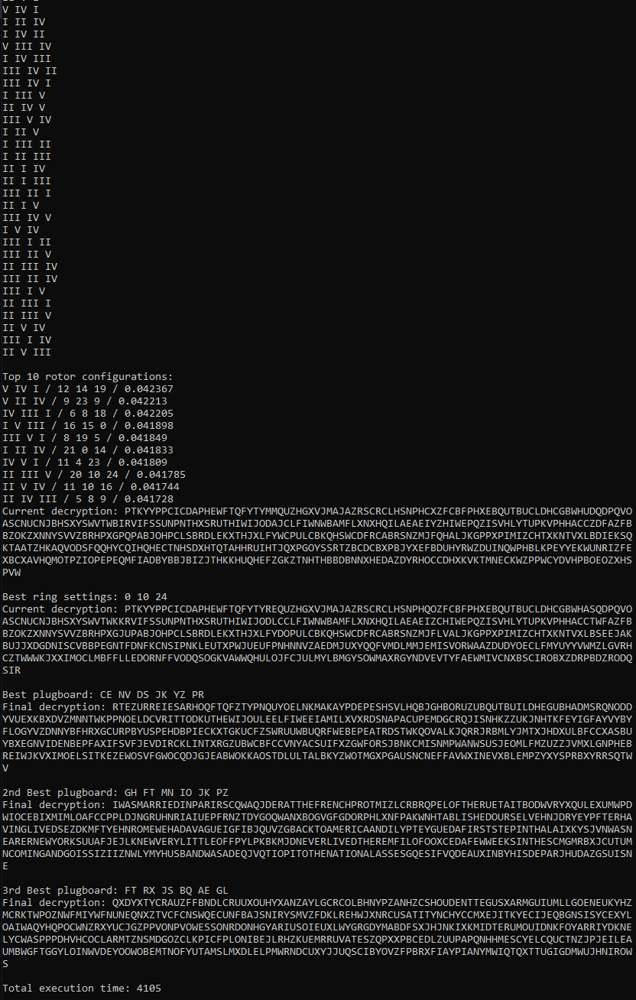 V IV I
I II IV
I IV II
V III IV
I IV III
III IV II
III IV I
I III V
II IV V
III V IV
I II V
I III II
I II III
II I IV
II I III
III II I
II I V
III IV V
I V IV
III I II
III II V
II III IV
III II IV
III I V
II III I
II III V
II V IV
III I IV
II V III
Top 10 rotor configurations:
V IV I / 12 14 19 / 0.042367
V II IV / 9 23 9 / 0.042213
IV III I / 6 8 18 / 0.042205
I V III / 16 15 0 / 0.041898
III V I / 8 19 5 / 0.041849
I II IV / 21 0 14 / 0.041833
IV V I / 11 4 23 / 0.041809
II III V / 20 10 24 / 0.041785
II V IV / 11 10 16 / 0.041744
II IV III / 5 8 9 / 0.041728
Current decryption: PTKYYPPCICDAPHEWFTQFYTYMMQUZHGXVJMAJAZRSCRCLHSNPHCXZFCBFPHXEBQUTBUCLDHCGBWHUDQDPQVO
ASCNUCNJBHSXYSWVTWBIRVIFSSUNPNTHXSRUTHIWIJODAJCLFIWNWBAMFLXNXHQILAEAEIYZHIWEPQZISVHLYTUPKVPHHACCZDFAZFB
BZOKZXNNYSVVZBRHPXGPQPABJOHPCLSBRDLEKXTHJXLFYWCPULCBKQHSWCDFRCABRSNZMJFQHALJKGPPXPIMIZCHTXKNTVXLBDIEKSQ
KTAATZHKAQVODSFQQHYCQIHQHECTNHSDXHTQTAHHRUIHTJQXPGOYSSRTZBCDCBXPBJYXEFBDUHYRWZDUINQWPHBLKPEYYEKWUNRIZFE
XBCXAVHQMOTPZIOPEPEPQEMFIADBYBBJBIZJTHKKHUQHEFZGKZTNHTHBBDBNNXHEDAZDYRHOCCDHXKVKTMNECKWZPPWCYDVHPBOEOZXHS
PVW
Best ring settings: 0 10 24
Current decryption: PTKYYPPCICDAPHEWFTQFYTYREQUZHGXVJMAJAZRSCRCLHSNPHQOZFCBFPHXEBQUTBUCLDHCGBWHASQDPQVO
ASCNUCNJBHSXYSWVTWKKRVIFSSUNPNTHXSRUTHIWIJODLCCLFIWNWBAMFLXNXHQILAEAEIZCHIWEPQZISVHLYTUPKVPHHACCTWFAZFB
BZOKZXNNYSVVZBRHPXGJUPABJOHPCLSBRDLEKXTHJXLFYDOPULCBKQHSWCDFRCABRSNZMJFLVALJKGPPXPIMIZCHTXKNTVXLBSEEJAK
BUJJXDGDNISCVBBPEGNTFDNFKCNSIPNKLEUTXPWJUEUFPNHNNVZAEDMJUXYQQFVMDLMMJEMISVORWAAZDUDYOECLFMYUYYVWMZLGVRH
CZTWWWKJXXIMOCLMBFFLLEDORNFFVODQSOGKVAWWQHULOJFCJULMYLBMGYSOWMAXRGYNDVEVTYFAEWMIVCNXBSCIROBXZDRPBDZRODQ
SIR
Best plugboard: CE NV DS JK YZ PR
Final decryption: RTEZURREIESARHOQFTQFZTYPNQUYOELNKMAKAYPDEPESHSVLHQBJGHBORUZUBQUTBUILDHEGUBHADMSRQNODD
YVUEXKBXDVZMNNTWKPPNOELDCVRITTODKUTHEWIJOULEELFIWEEIAMILXVXRDSNAPACUPEMDGCRQJISNHKZZUKJNHTKFEYIGFAYVYBY
FLOGYVZDNNYBFHRXGCURPBYUSPEHDBPIECKXTGKUCFZSWRUUWBUQRFWEBEPEATRDSTWKQOVALKJQRRJRBMLYJMTXJHDXULBFCCXASBU
YBXEGNVIDENBEPFAXIFSVFJEVDIRCKLINTXRGZUBWCBFCCVNYACSUIFXZGWFORSJBNKCMISNMPWANWSUSJEOMLFMZUZZJVMXLGNPHEB
REIWJKVXIMOELSITKEZEWOSVFGWOCQDJGJEABWOKKAOSTDLULTALBKYZWOTMGXPGAUSNCNEFFAVWXINEVXBLEMPZYXYSPRBXYRRSQTW
V
2nd Best plugboard: GH FT MN IO JK PZ
Final decryption: IWASMARRIEDINPARIRSCQWAQJDERATTHEFRENCHPROTMIZLCRBRQPELOFTHERUETAITBODWVRYXQULEXUMWPD
WIOCEBIXMIMLOAFCCPPLDJNGRUHNRIAIUEPFRNZTDYGOQWANXBOGVGFGDORPHLXNFPAKWNHTABLISHEDOURSELVEHNJDRYEYPFTERHA
VINGLIVEDSEZDKMFTYEHNROMEWEHADAVAGUEIGFIBJQUVZGBACKTOAMERICAANDILYPTEYGUEDAFIRSTSTEPINTHALAIXKYSJVNWASN
EARERNEWYORKSUUAFJEJLKNEWVERYLITTLEOFFPYLPKBKMJDNEVERLIVEDTHEREMFILOFOOXCEDAFEWWEEKSINTHESCMGMRBXJCUTUM
NCOMINGANDGOISSIZIIZNWLYMYHUSBANDWASADEQJVQTIOPITOTHENATIONALASSESGQESIFVQDEAUXINBYHISDEPARJHUDAZGSUISN
E
3rd Best plugboard: FT RX JS BQ AE GL
Final decryption: QXDYXTYCRAUZFFBNDLCRUUXOUHYXANZAYLGCRCOLBHNYPZANHZCSHOUDENTTEGUSXARMGUIUMLLGOENEUKYHZ
MCRKTWPOZNWFMIYWFNUNEQNXZTVCFCNSWQECUNFBAJSNIRYSMVZFDKLREHWJXNRCUSATITYNCHYCCMXEJITKYECIJEQBGNSISYCEXYL
OAIWAQYHQPOCWNZRXYUCJGZPPVONPVOWESSONRDONHGYARIUSOIEUXLWYGRGDYMABDFSXJHJNKIXKMIDTERUMOUIDNKFOYARRIYDKNE
LYCWASPPPDHVHCOCLARMTZNSMDGOZCLKPICFPLONIBEJLRHZKUEMRRUVATESZQPXXPBCEDLZUUPAPQNHHMESCYELCQUCTNZJPJEILEA
UMBWGFTGGYLOINWVDEYOOWOBEMTNOFYUTAMSLMXDLELPMWRNDCUXYJJUQSCIBYOVZFPBRXFIAYPIANYMWIQTQXTTUGIGDMWUJHNIROW
S
Total execution time: 4105